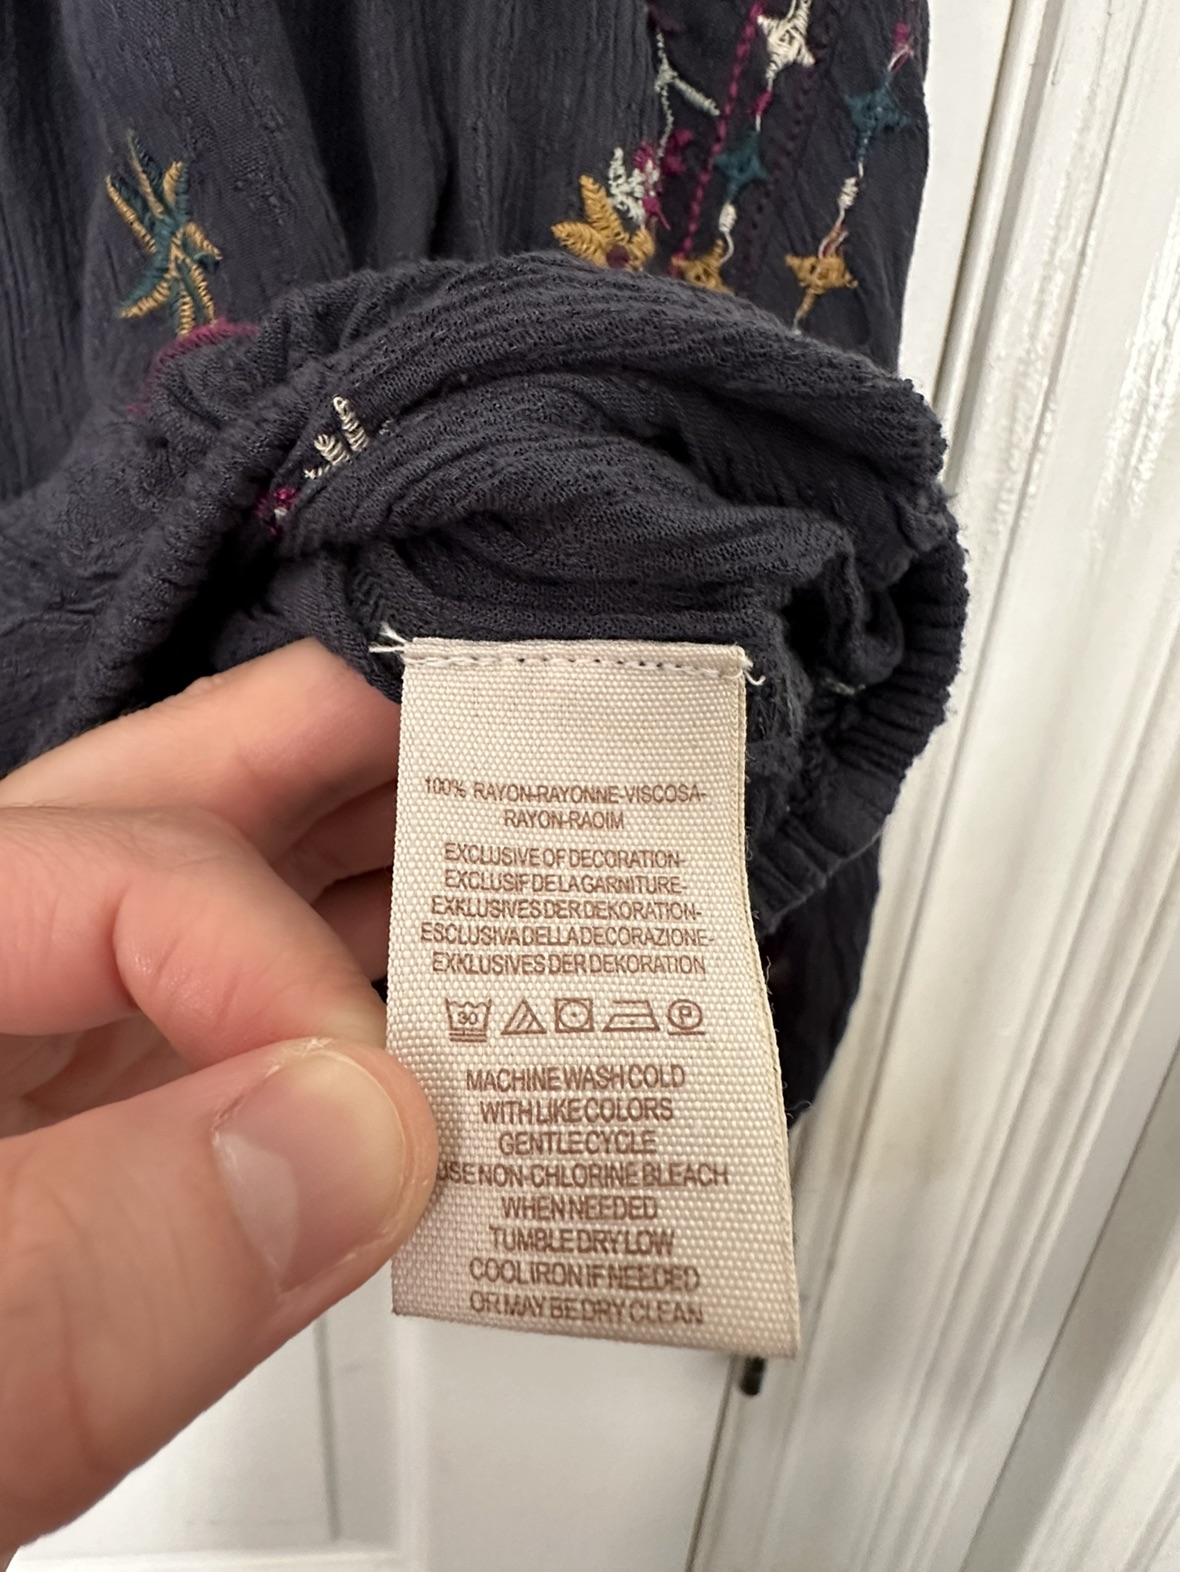 100% RAYON-RAYONNE-VISCOSA-
RAYON-RAOIM
EXCLUSIVE OF DECORATION-
EXCLUSIF DE LA GARNITURE-
EXKLUSIVES DER DEKORATION-
ESCLUSIVA DELLA DECORAZIONE-
EXKLUSIVES DER DEKORATION
30 P
MACHINE WASH COLD
WITH LIKE COLORS
GENTLE CYCLE
USE NON-CHLORINE BLEACH
WHEN NEEDED
TUMBLE DRY LOW
COOL IRON IF NEEDED
OR MAY BE DRY CLEAN